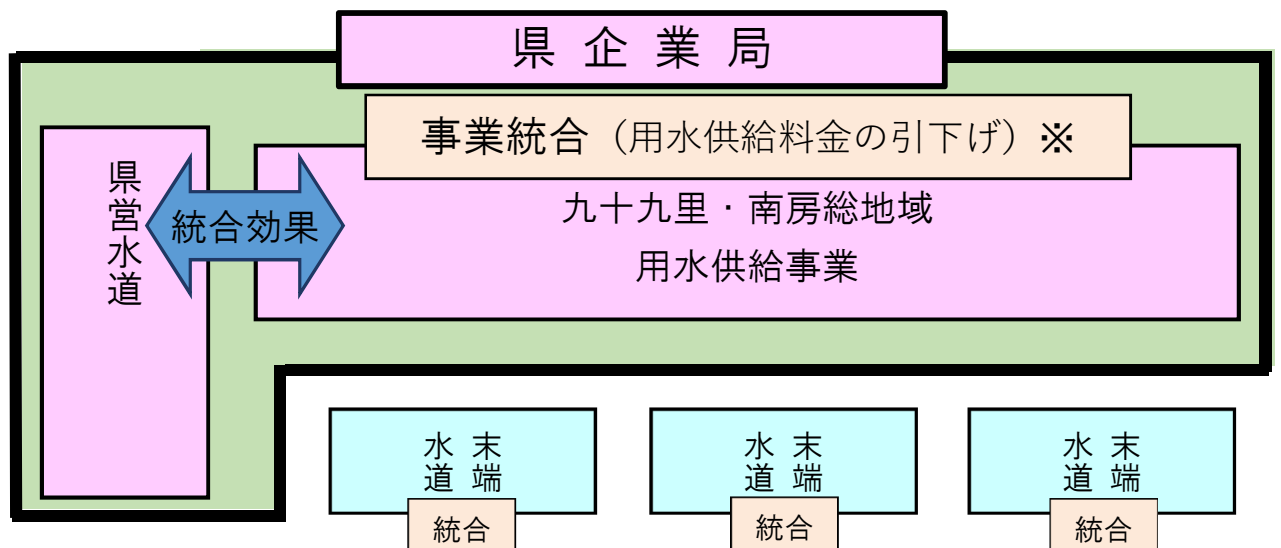 県企業局
事業統合（用水供給料金の引下げ）※
県営水道
統合効果
九十九里・南房総地域
用水供給事業
末端水道
統合
末端水道
統合
末端水道
統合